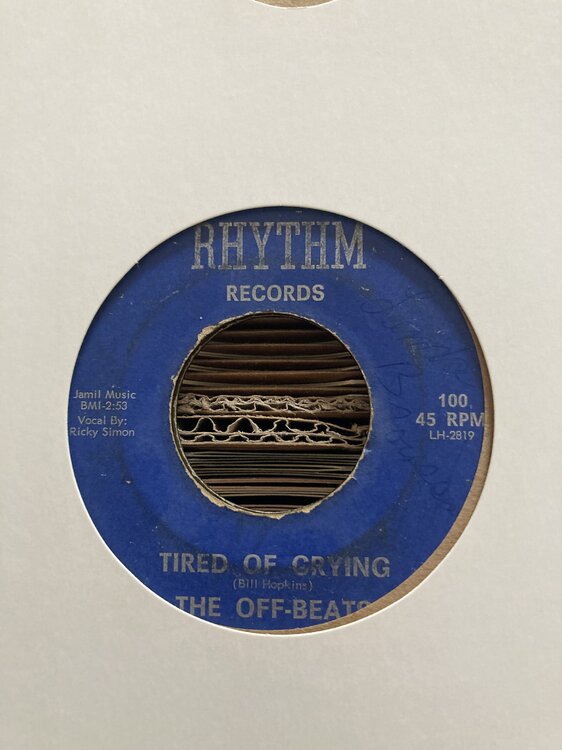 RHYTHM
RECORDS
Jamil Music
BMI-2:53
Vocal By:
Ricky Simon
100,
45 RPM
LH-2819
TIRED OF CRYING
(Bill Hopkins)
THE OFF-BEATS